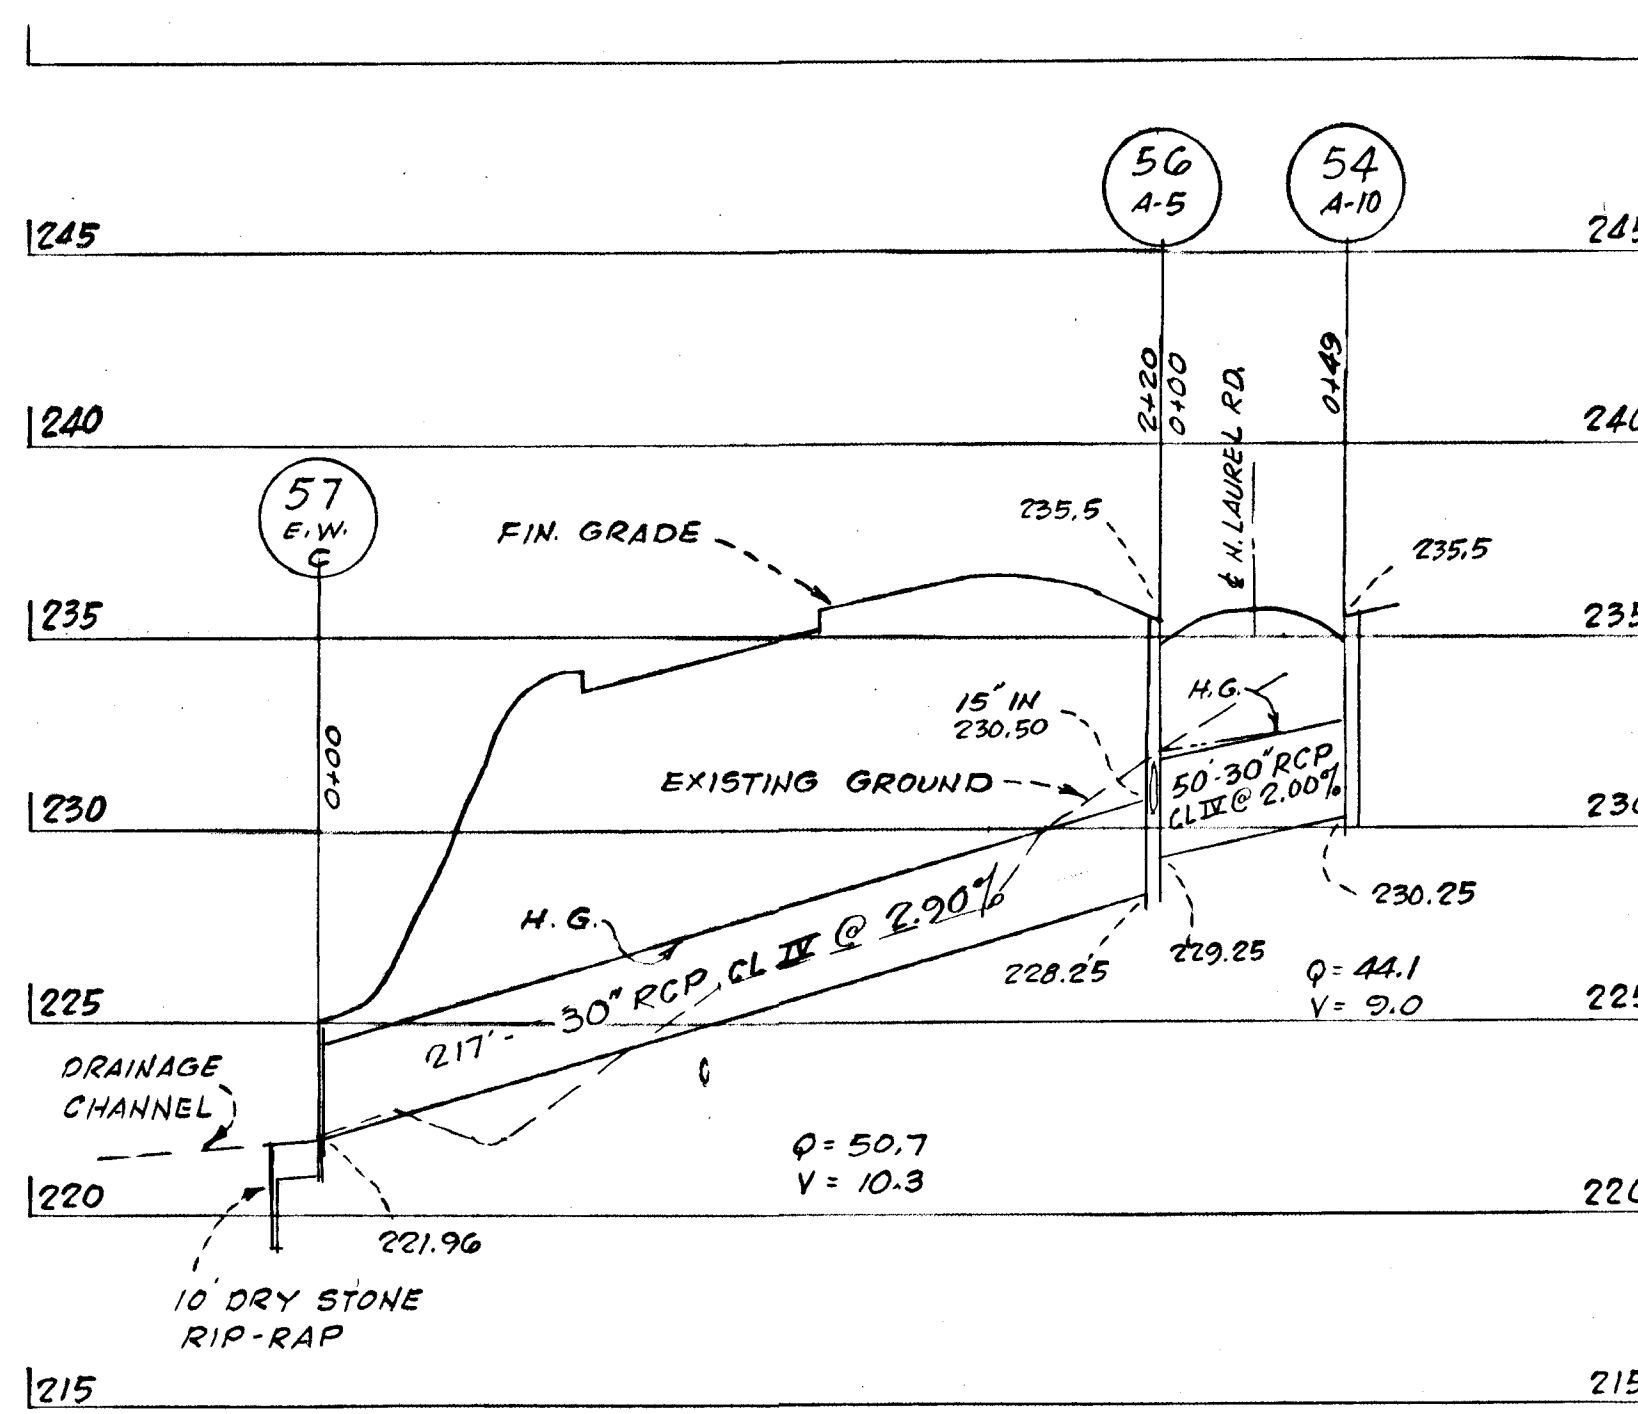 56
A-5
54
A-10
245
245
2+20
0+00
℄ N. LAUREL RD.
0+49
240
240
57
E.W.
C
FIN. GRADE
235.5
235.5
235
235
0+00
15" IN
230.50
H.G.
EXISTING GROUND
50'-30" RCP
CL IV @ 2.00%
230
230
230.25
H.G.
217'- 30" RCP CL IV @ 2.90%
228.25
229.25
Q = 44.1
V = 9.0
225
225
DRAINAGE
CHANNEL
Q = 50.7
V = 10.3
220
220
221.96
10' DRY STONE
RIP-RAP
215
215